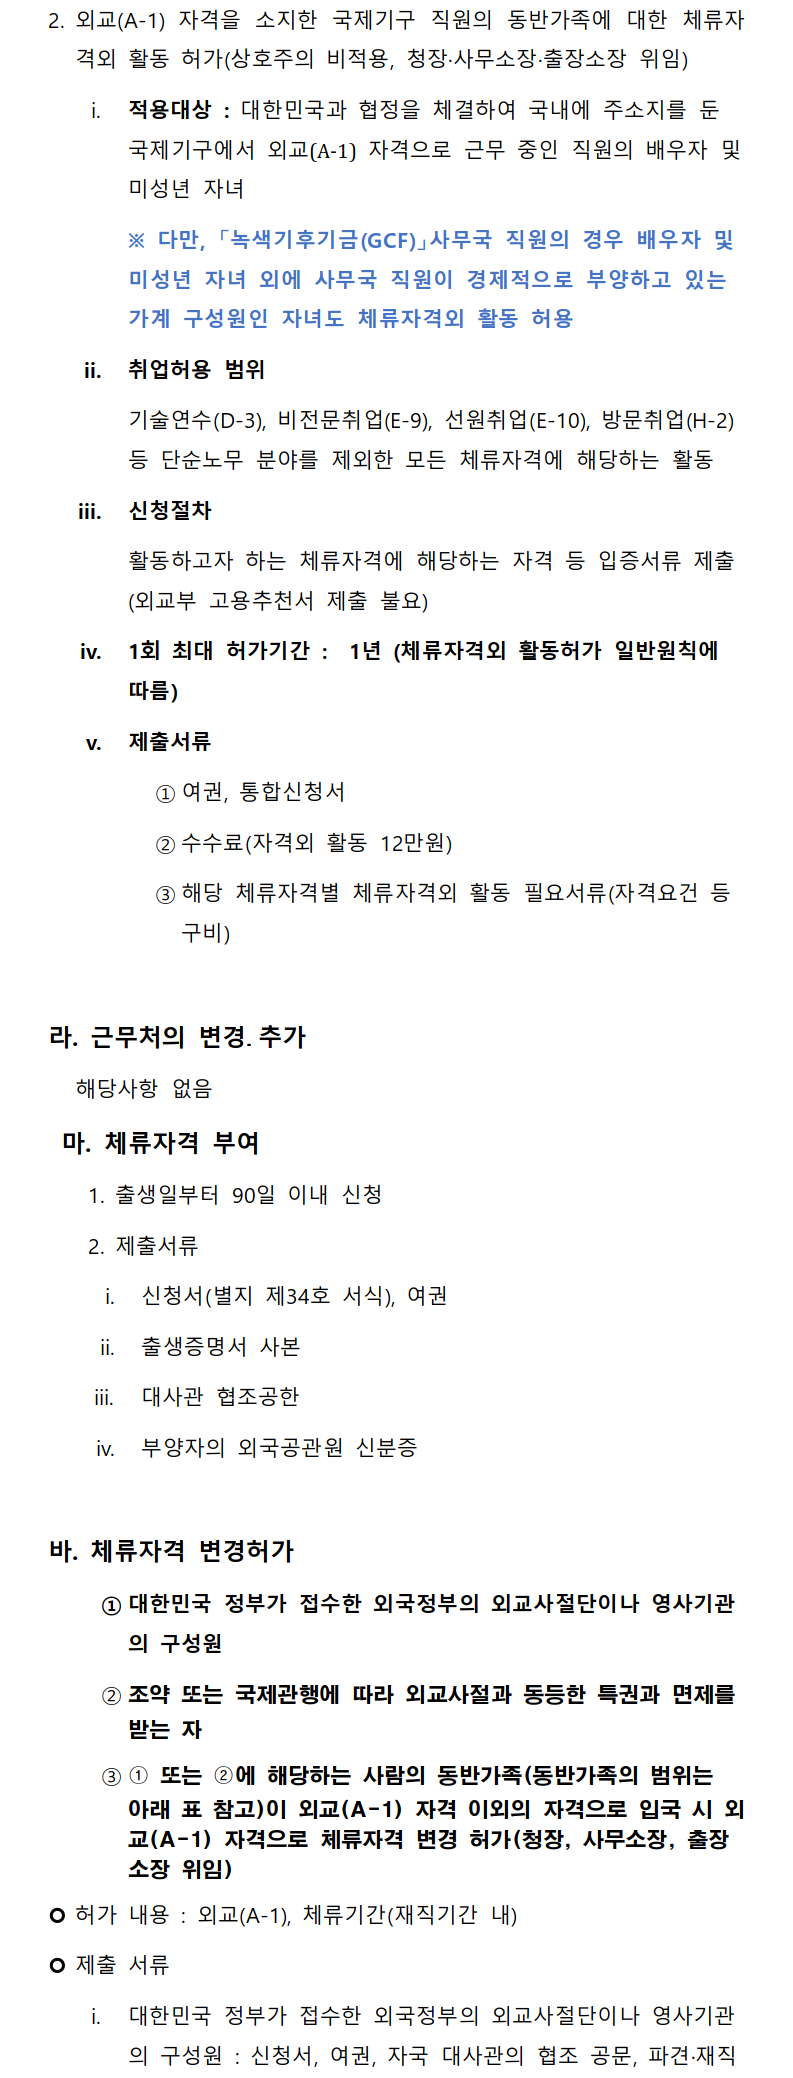 2. 외교(A-1) 자격을 소지한 국제기구 직원의 동반가족에 대한 체류자
격외 활동 허가(상호주의 비적용, 청장·사무소장·출장소장 위임)
i. 적용대상 : 대한민국과 협정을 체결하여 국내에 주소지를 둔
국제기구에서 외교(A-1) 자격으로 근무 중인 직원의 배우자 및
미성년 자녀
※ 다만, 「녹색기후기금(GCF)」사무국 직원의 경우 배우자 및
미성년 자녀 외에 사무국 직원이 경제적으로 부양하고 있는
가계 구성원인 자녀도 체류자격외 활동 허용
ii. 취업허용 범위
기술연수(D-3), 비전문취업(E-9), 선원취업(E-10), 방문취업(H-2)
등 단순노무 분야를 제외한 모든 체류자격에 해당하는 활동
iii. 신청절차
활동하고자 하는 체류자격에 해당하는 자격 등 입증서류 제출
(외교부 고용추천서 제출 불요)
iv. 1회 최대 허가기간 : 1년 (체류자격외 활동허가 일반원칙에
따름)
v. 제출서류
① 여권, 통합신청서
② 수수료(자격외 활동 12만원)
③ 해당 체류자격별 체류자격외 활동 필요서류(자격요건 등
구비)
라. 근무처의 변경. 추가
해당사항 없음
마. 체류자격 부여
1. 출생일부터 90일 이내 신청
2. 제출서류
i. 신청서(별지 제34호 서식), 여권
ii. 출생증명서 사본
iii. 대사관 협조공한
iv. 부양자의 외국공관원 신분증
바. 체류자격 변경허가
① 대한민국 정부가 접수한 외국정부의 외교사절단이나 영사기관
의 구성원
② 조약 또는 국제관행에 따라 외교사절과 동등한 특권과 면제를
받는 자
③ ① 또는 ②에 해당하는 사람의 동반가족(동반가족의 범위는
아래 표 참고)이 외교(A-1) 자격 이외의 자격으로 입국 시 외
교(A-1) 자격으로 체류자격 변경 허가(청장, 사무소장, 출장
소장 위임)
○ 허가 내용 : 외교(A-1), 체류기간(재직기간 내)
○ 제출 서류
i. 대한민국 정부가 접수한 외국정부의 외교사절단이나 영사기관
의 구성원 : 신청서, 여권, 자국 대사관의 협조 공문, 파견·재직